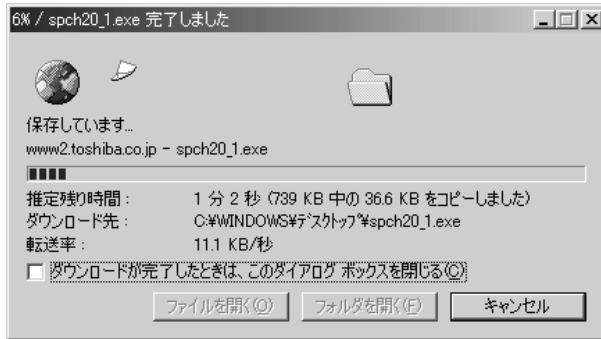 6% / spch20_1.exe 完了しました
保存しています...
www2.toshiba.co.jp - spch20_1.exe
推定残り時間 : 1 分 2 秒 (739 KB 中の 36.6 KB をコピーしました)
ダウンロード先 : C:¥WINDOWS¥デスクトップ¥spch20_1.exe
転送率 : 11.1 KB/秒
ダウンロードが完了したときは、このダイアログ ボックスを閉じる(C)
ファイルを開く(O) フォルダを開く(F) キャンセル